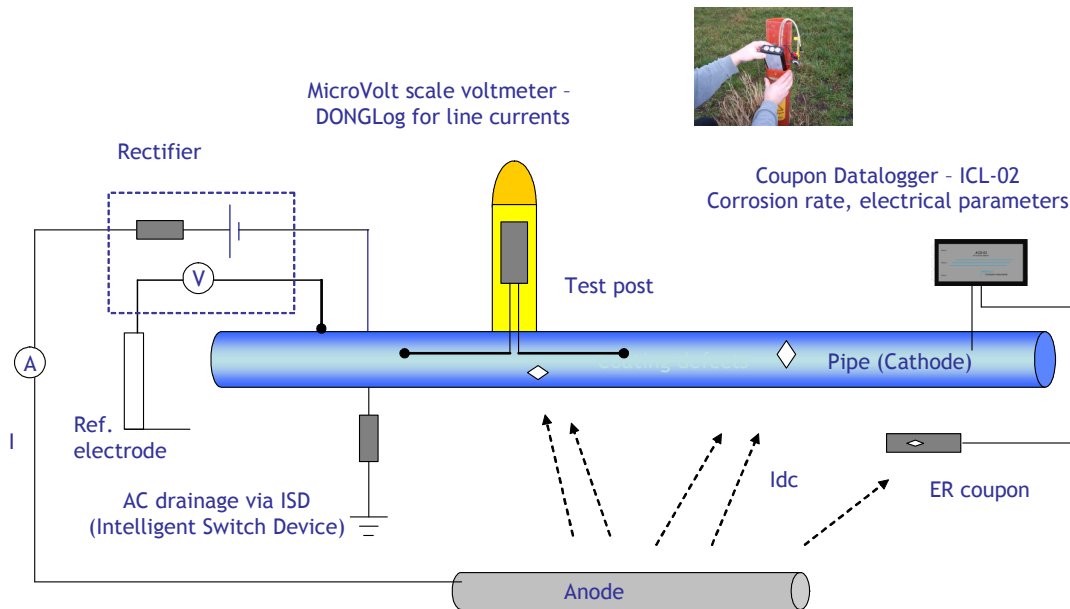 MicroVolt scale voltmeter –
DONGLog for line currents
Rectifier
Coupon Datalogger – ICL-02
Corrosion rate, electrical parameters
V
Test post
A
Coating defects
Pipe (Cathode)
I
Ref.
electrode
Idc
ER coupon
AC drainage via ISD
(Intelligent Switch Device)
Anode